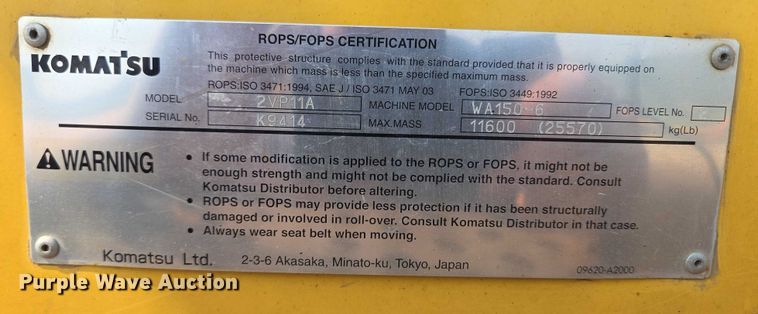 ROPS/FOPS CERTIFICATION
KOMATSU
This protective structure complies with the standard provided that it is properly equipped on
the machine which mass is less than the specified maximum mass.
ROPS:ISO 3471:1994, SAE J / ISO 3471 MAY 03 FOPS:ISO 3449:1992
MODEL 2VP11A MACHINE MODEL WA150-6 FOPS LEVEL No. 2
SERIAL No. K9414 MAX.MASS 11600 (25570) kg(Lb)
WARNING
• If some modification is applied to the ROPS or FOPS, it might not be
enough strength and might not be complied with the standard. Consult
Komatsu Distributor before altering.
• ROPS or FOPS may provide less protection if it has been structurally
damaged or involved in roll-over. Consult Komatsu Distributor in that case.
• Always wear seat belt when moving.
Komatsu Ltd. 2-3-6 Akasaka, Minato-ku, Tokyo, Japan 09620-A2000
Purple Wave Auction